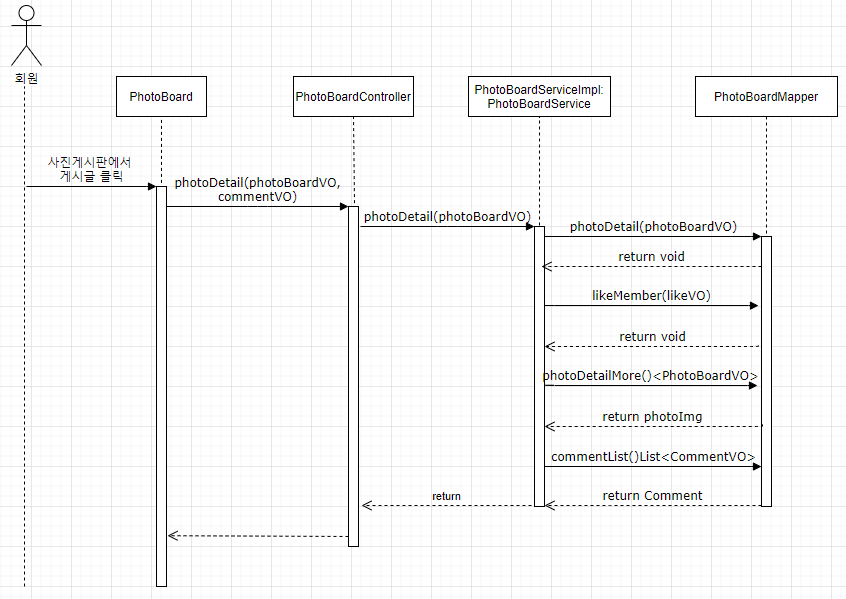 회원
PhotoBoard
PhotoBoardController
PhotoBoardServiceImpl:
PhotoBoardService
PhotoBoardMapper
사진게시판에서
게시글 클릭
photoDetail(photoBoardVO,
commentVO)
photoDetail(photoBoardVO)
photoDetail(photoBoardVO)
return void
likeMember(likeVO)
return void
photoDetailMore()<PhotoBoardVO>
return photoImg
commentList()List<CommentVO>
return
return Comment